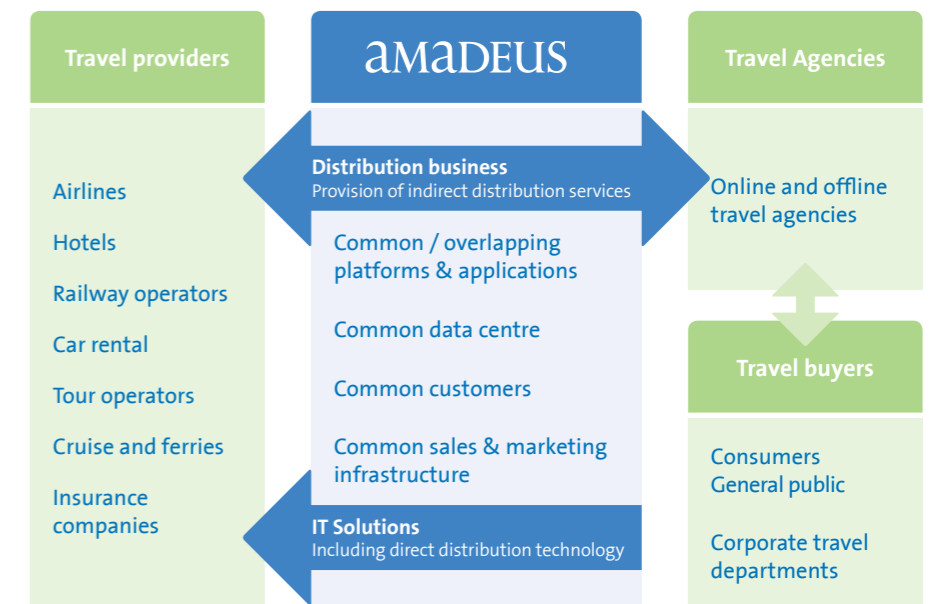 Travel providers
Airlines
Hotels
Railway operators
Car rental
Tour operators
Cruise and ferries
Insurance
companies
aMaDEUS
Distribution business
Provision of indirect distribution services
Common / overlapping
platforms & applications
Common data centre
Common customers
Common sales & marketing
infrastructure
IT Solutions
Including direct distribution technology
Travel Agencies
Online and offline
travel agencies
Travel buyers
Consumers
General public
Corporate travel
departments